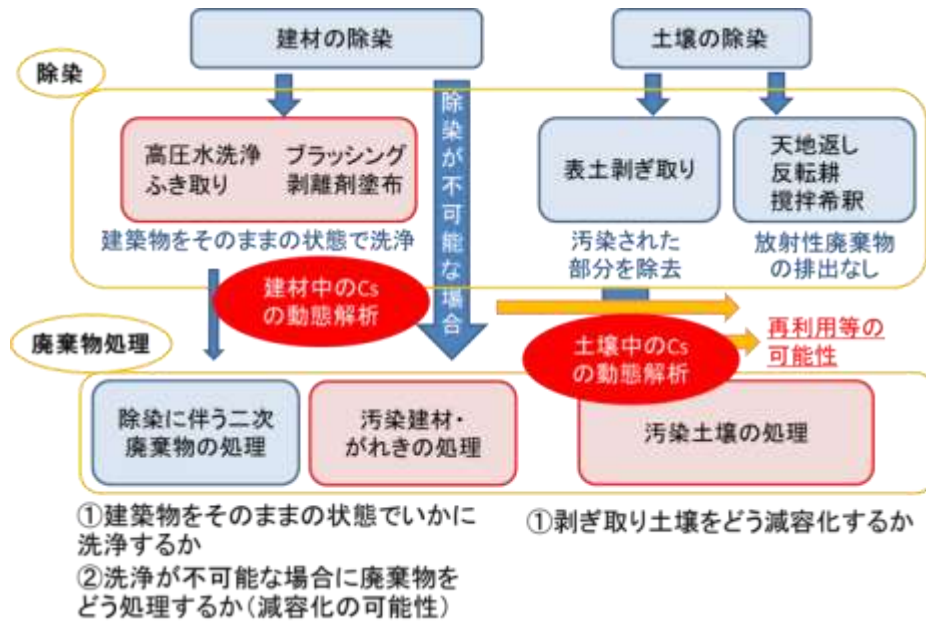 建材の除染
土壌の除染
除染
高圧水洗浄 ブラッシング
ふき取り 剥離剤塗布
除染が不可能な場合
表土剥ぎ取り
天地返し
反転耕
撹拌希釈
建築物をそのままの状態で洗浄
汚染された
部分を除去
放射性廃棄物
の排出なし
建材中のCs
の動態解析
廃棄物処理
土壌中のCs
の動態解析
再利用等の
可能性
除染に伴う二次
廃棄物の処理
汚染建材・
がれきの処理
汚染土壌の処理
①建築物をそのままの状態でいかに
洗浄するか
②洗浄が不可能な場合に廃棄物を
どう処理するか(減容化の可能性)
①剥ぎ取り土壌をどう減容化するか